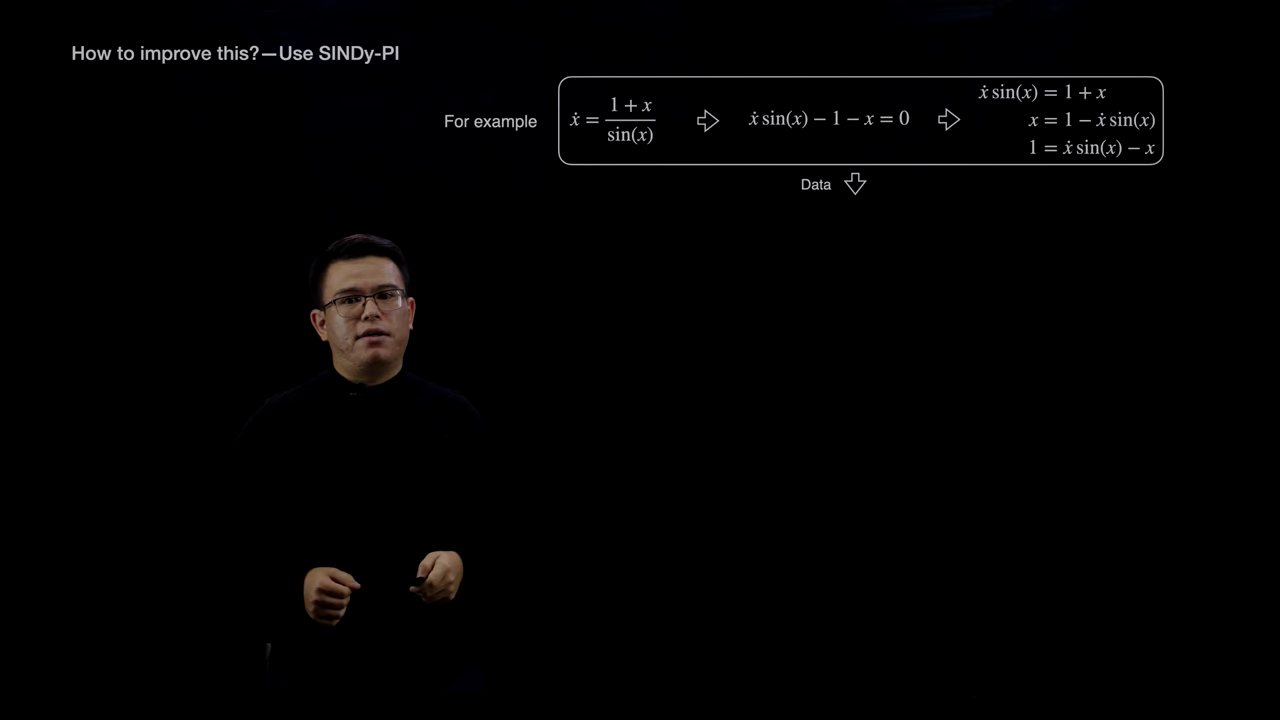 How to improve this?—Use SINDy-PI
For example
ẋ = (1 + x) / sin(x) ⇨ ẋ sin(x) − 1 − x = 0 ⇨
ẋ sin(x) = 1 + x
x = 1 − ẋ sin(x)
1 = ẋ sin(x) − x
Data